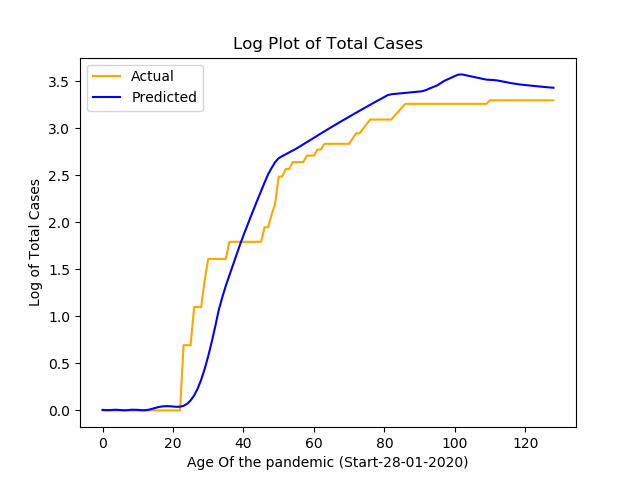 Log Plot of Total Cases
Actual
Predicted
Log of Total Cases
3.5
3.0
2.5
2.0
1.5
1.0
0.5
0.0
0 20 40 60 80 100 120
Age Of the pandemic (Start-28-01-2020)